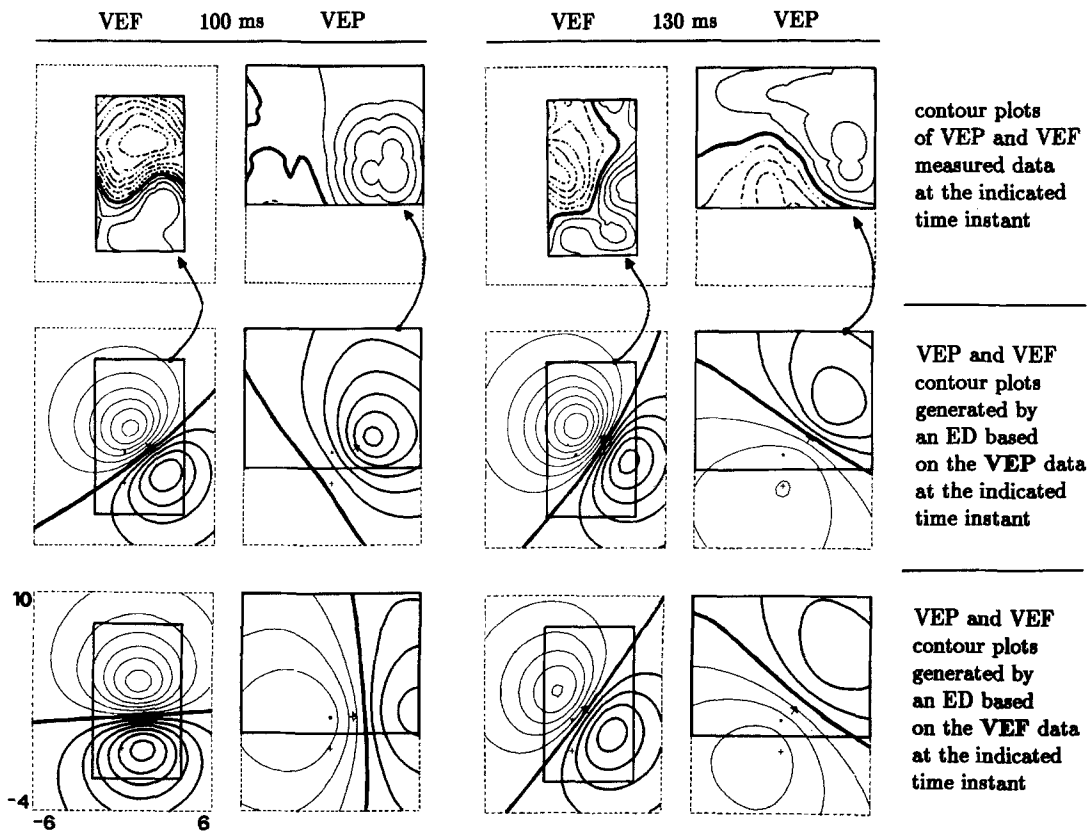 VEF 100 ms VEP
VEF 130 ms VEP
contour plots
of VEP and VEF
measured data
at the indicated
time instant
VEP and VEF
contour plots
generated by
an ED based
on the VEP data
at the indicated
time instant
VEP and VEF
contour plots
generated by
an ED based
on the VEF data
at the indicated
time instant
10
-4
-6 6